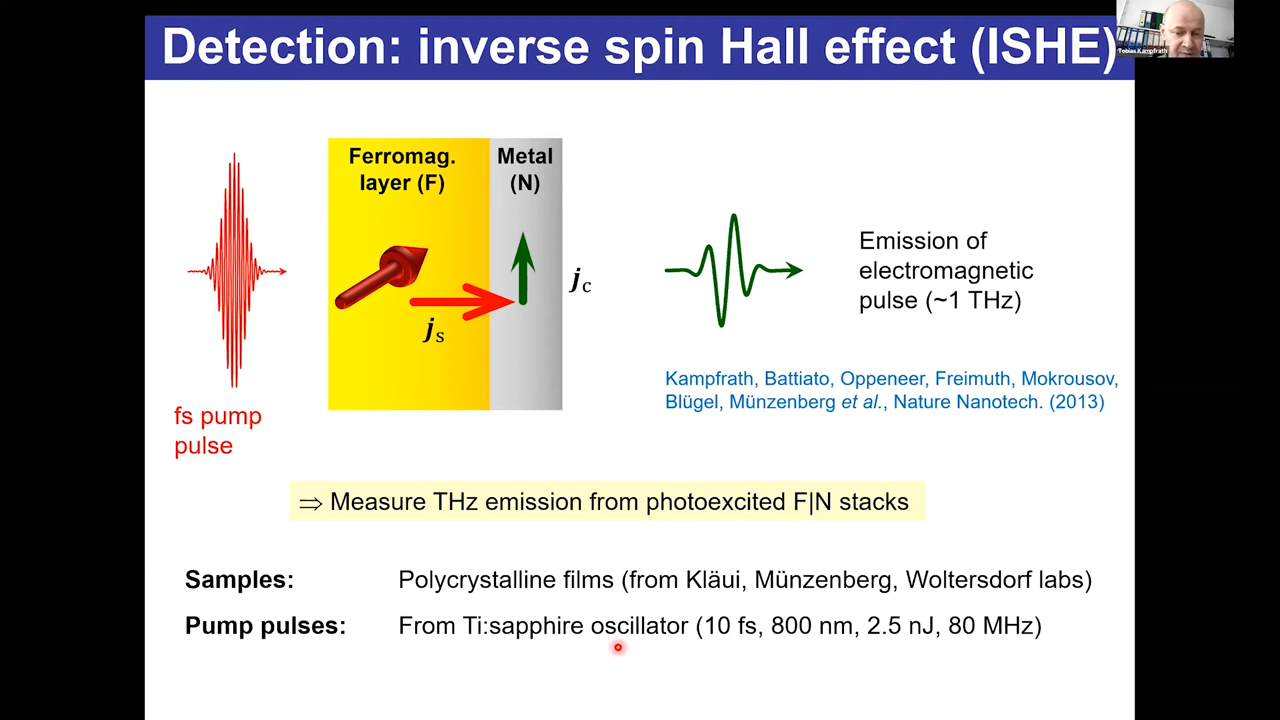 Detection: inverse spin Hall effect (ISHE)
Tobias Kampfrath
Ferromag.
layer (F)
Metal
(N)
j_s
j_c
fs pump
pulse
Emission of
electromagnetic
pulse (~1 THz)
Kampfrath, Battiato, Oppeneer, Freimuth, Mokrousov,
Blügel, Münzenberg et al., Nature Nanotech. (2013)
⇒ Measure THz emission from photoexcited F|N stacks
Samples: Polycrystalline films (from Kläui, Münzenberg, Woltersdorf labs)
Pump pulses: From Ti:sapphire oscillator (10 fs, 800 nm, 2.5 nJ, 80 MHz)